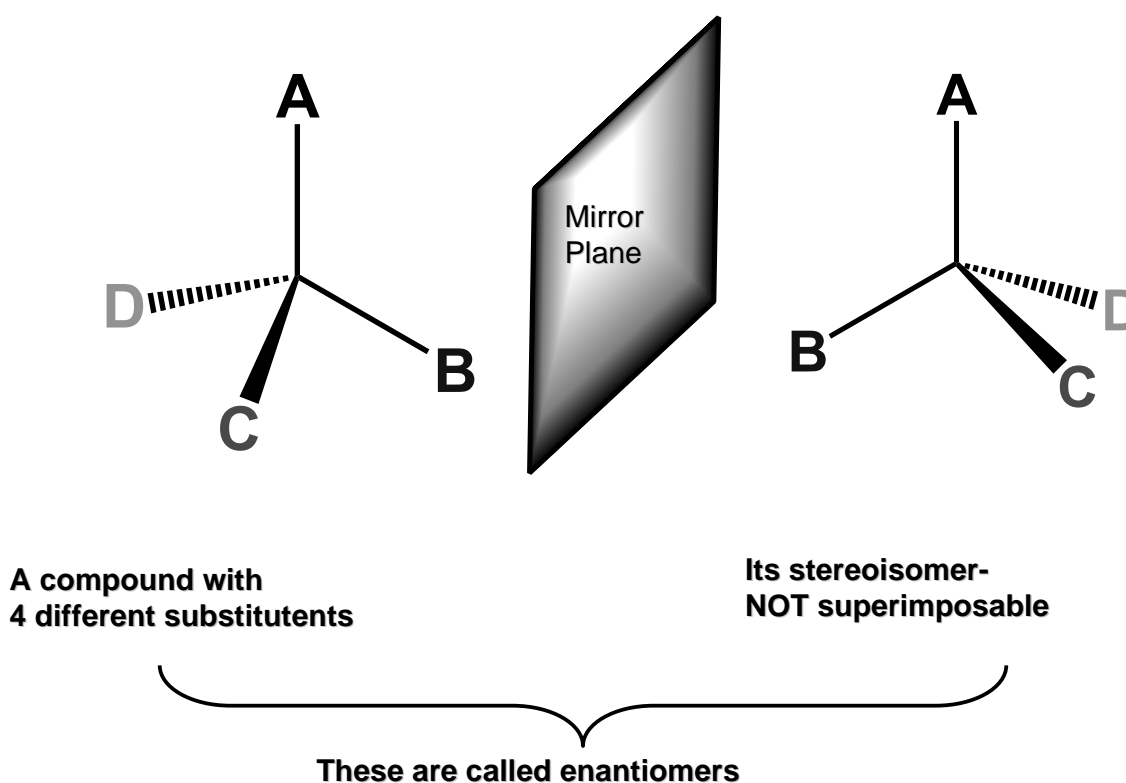 A
A
Mirror
Plane
D
D
B
B
C
C
A compound with
4 different substitutents
Its stereoisomer-
NOT superimposable
These are called enantiomers